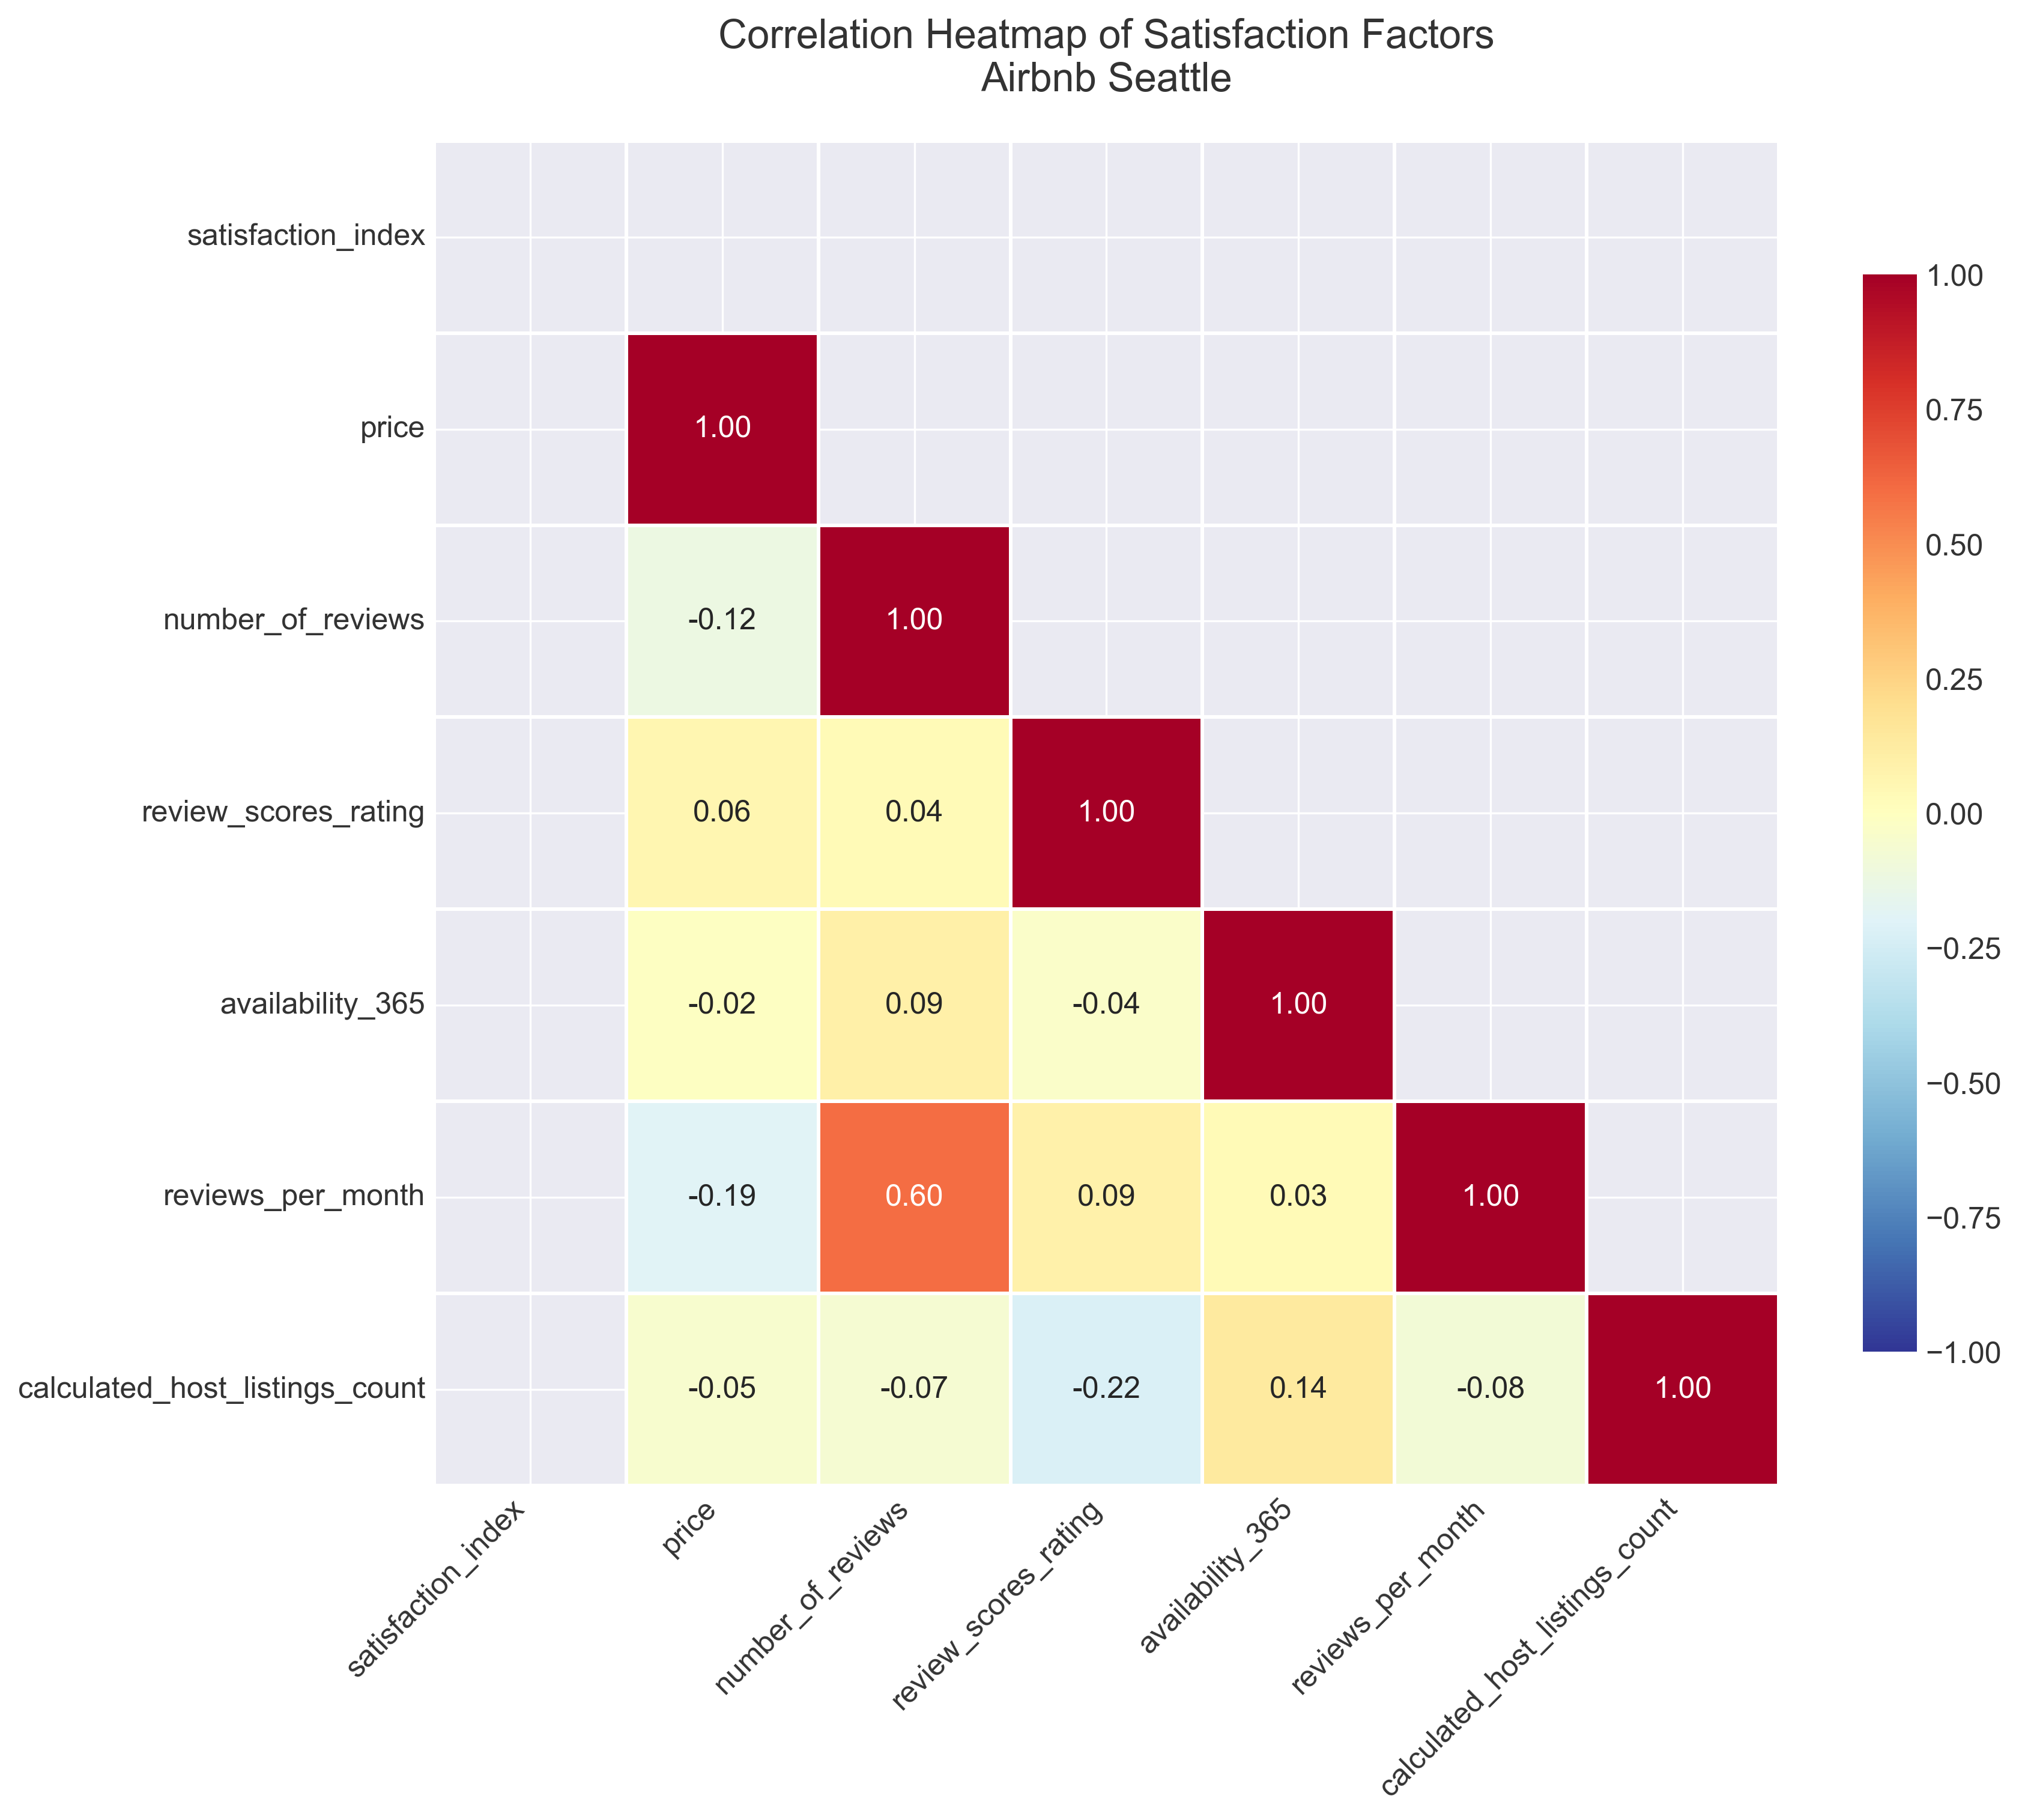 Correlation Heatmap of Satisfaction Factors
Airbnb Seattle
satisfaction_index
price
1.00
number_of_reviews
-0.12
1.00
review_scores_rating
0.06
0.04
1.00
availability_365
-0.02
0.09
-0.04
1.00
reviews_per_month
-0.19
0.60
0.09
0.03
1.00
calculated_host_listings_count
-0.05
-0.07
-0.22
0.14
-0.08
1.00
satisfaction_index
price
number_of_reviews
review_scores_rating
availability_365
reviews_per_month
calculated_host_listings_count
1.00
0.75
0.50
0.25
0.00
−0.25
−0.50
−0.75
−1.00